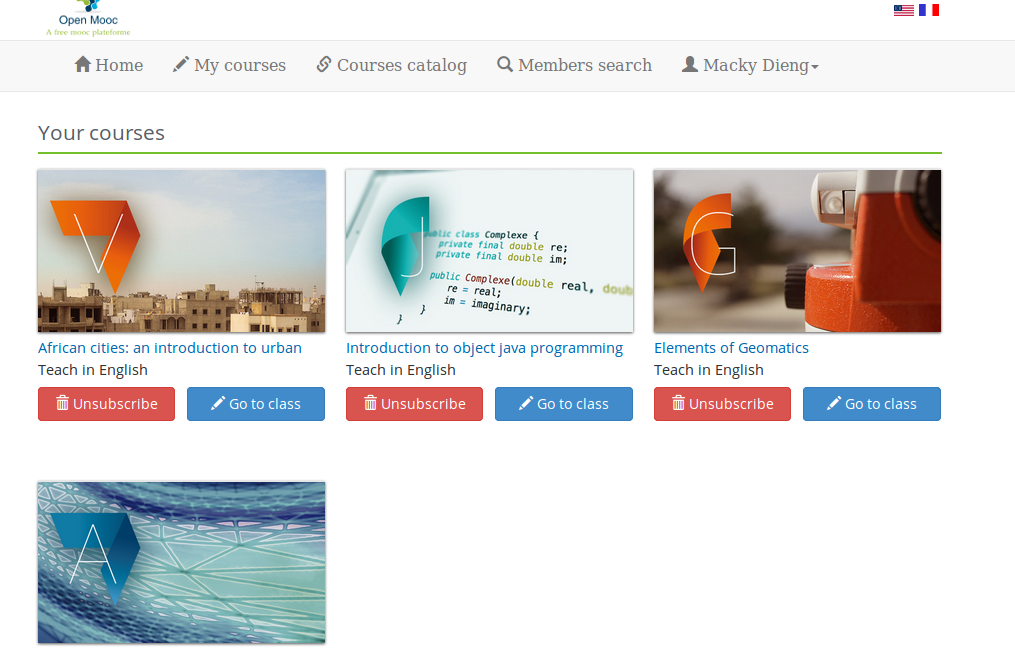 Open Mooc
A free mooc plateforme
Home My courses Courses catalog Members search Macky Dieng
Your courses
V
J
public class Complexe {
private final double re;
private final double im;
public Complexe(double real, doub
re = real;
im = imaginary;
}
}
G
African cities: an introduction to urban
Teach in English
Unsubscribe Go to class
Introduction to object java programming
Teach in English
Unsubscribe Go to class
Elements of Geomatics
Teach in English
Unsubscribe Go to class
A